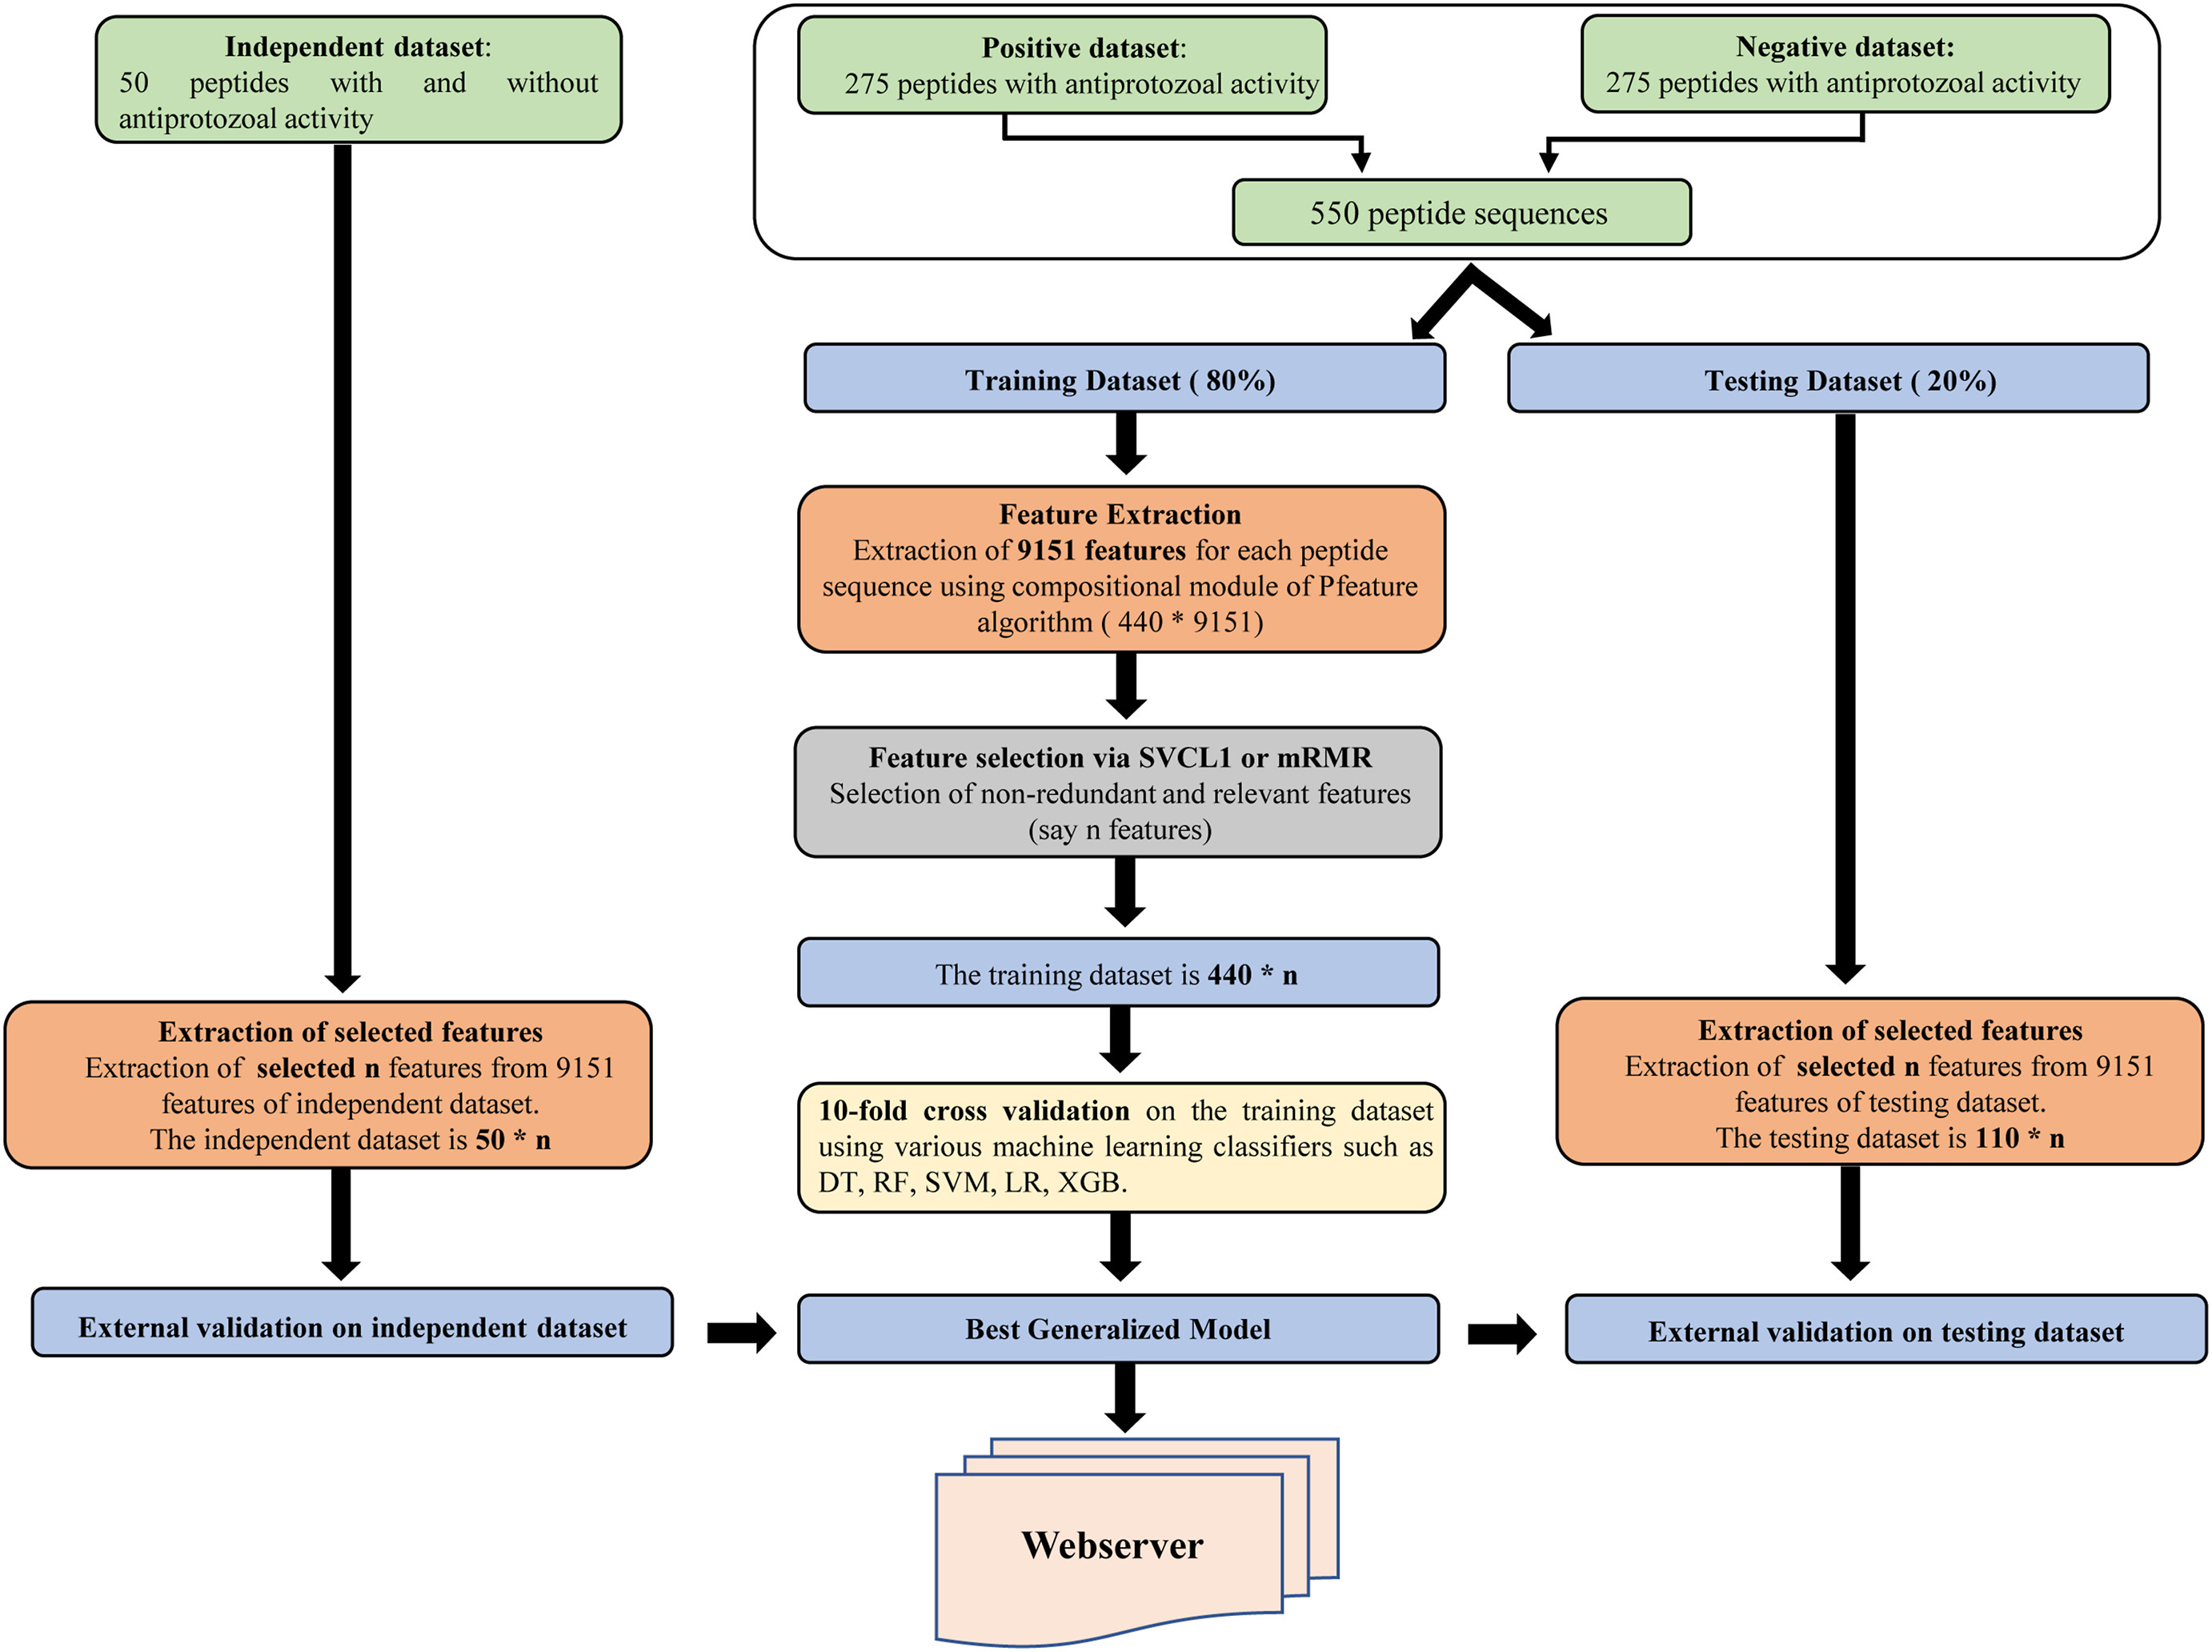 Independent dataset:
50 peptides with and without
antiprotozoal activity
Positive dataset:
275 peptides with antiprotozoal activity
Negative dataset:
275 peptides with antiprotozoal activity
550 peptide sequences
Training Dataset ( 80%)
Testing Dataset ( 20%)
Feature Extraction
Extraction of 9151 features for each peptide
sequence using compositional module of Pfeature
algorithm ( 440 * 9151)
Feature selection via SVCL1 or mRMR
Selection of non-redundant and relevant features
(say n features)
The training dataset is 440 * n
Extraction of selected features
Extraction of selected n features from 9151
features of independent dataset.
The independent dataset is 50 * n
10-fold cross validation on the training dataset
using various machine learning classifiers such as
DT, RF, SVM, LR, XGB.
Extraction of selected features
Extraction of selected n features from 9151
features of testing dataset.
The testing dataset is 110 * n
External validation on independent dataset
Best Generalized Model
External validation on testing dataset
Webserver